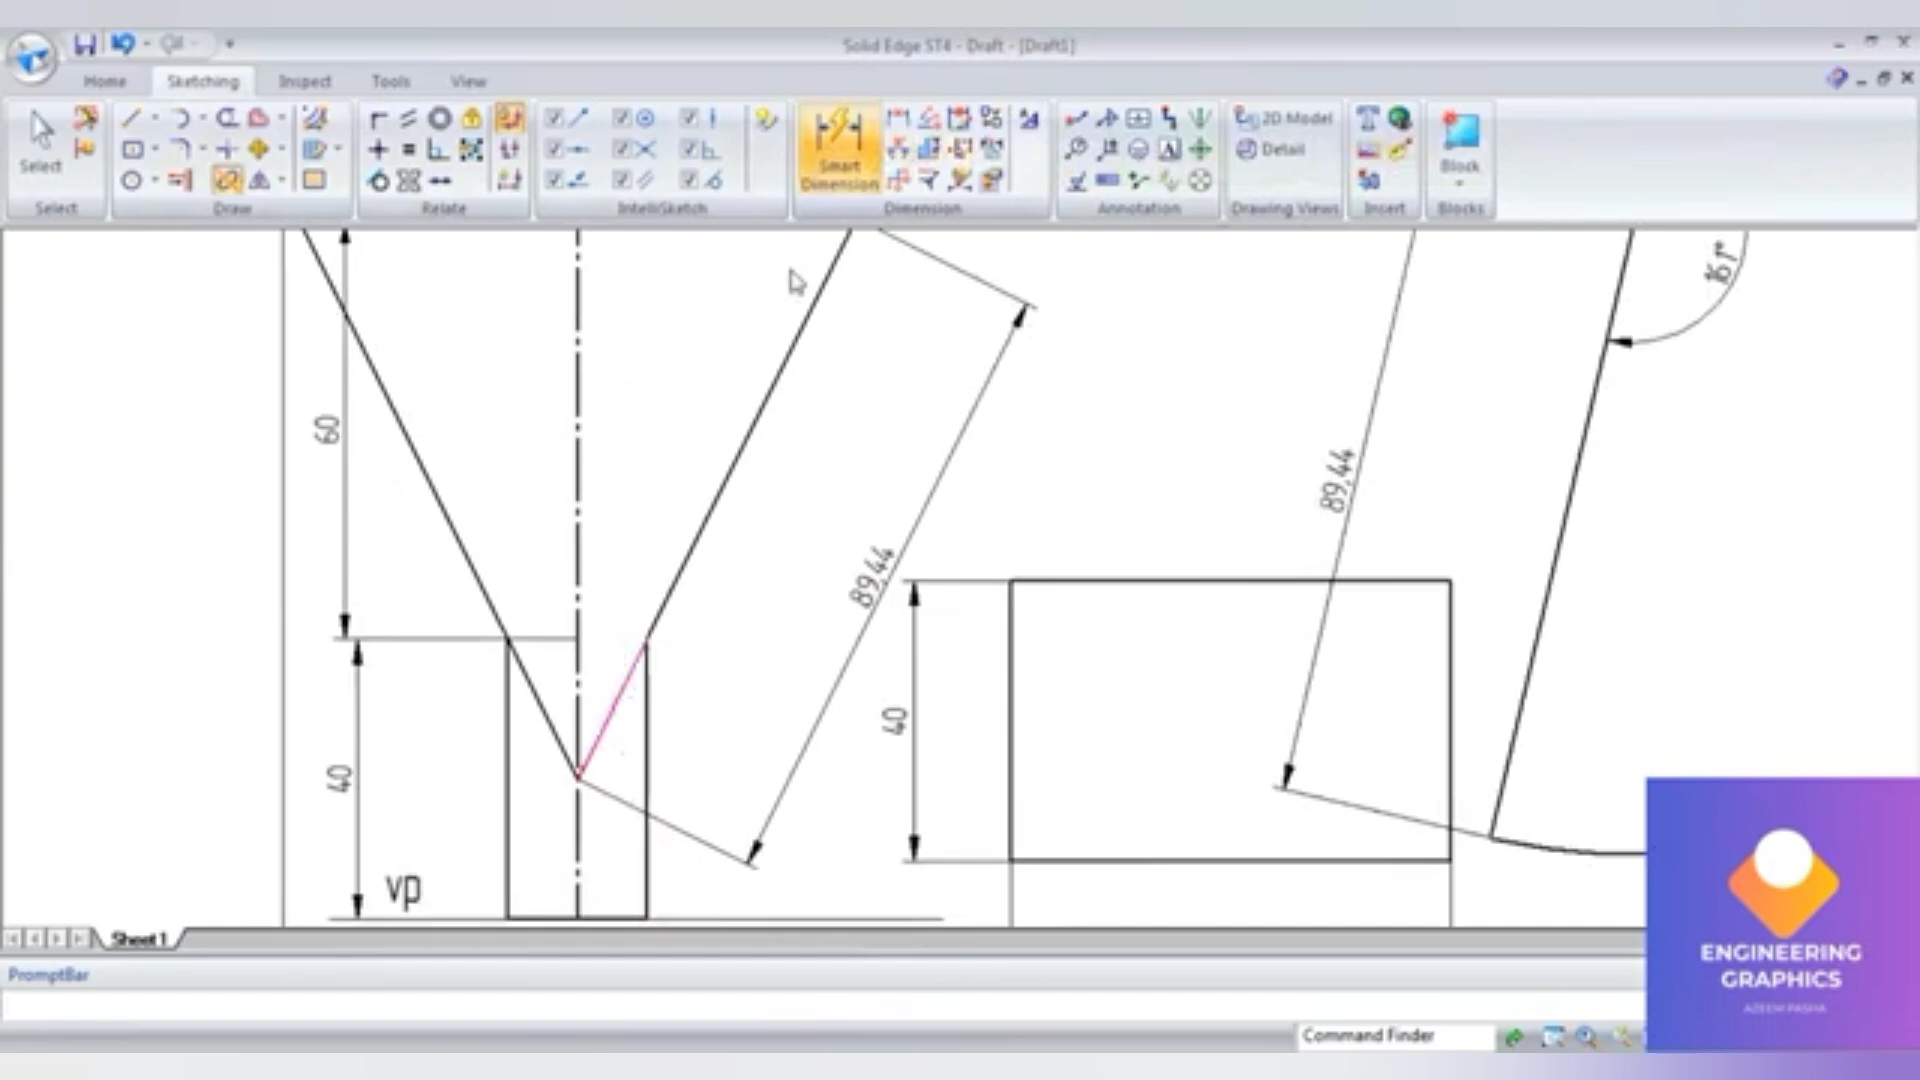 Solid Edge ST4 - Draft - [Draft1]
Home Sketching Inspect Tools View
Select
Smart
Dimension
2D Model
Detail
Block
Select Draw Relate IntelliSketch Dimension Annotation Drawing Views Insert Blocks
60
40
vp
89,44
40
89,44
Sheet1
PromptBar
Command Finder
ENGINEERING
GRAPHICS
AZEEM PASHA